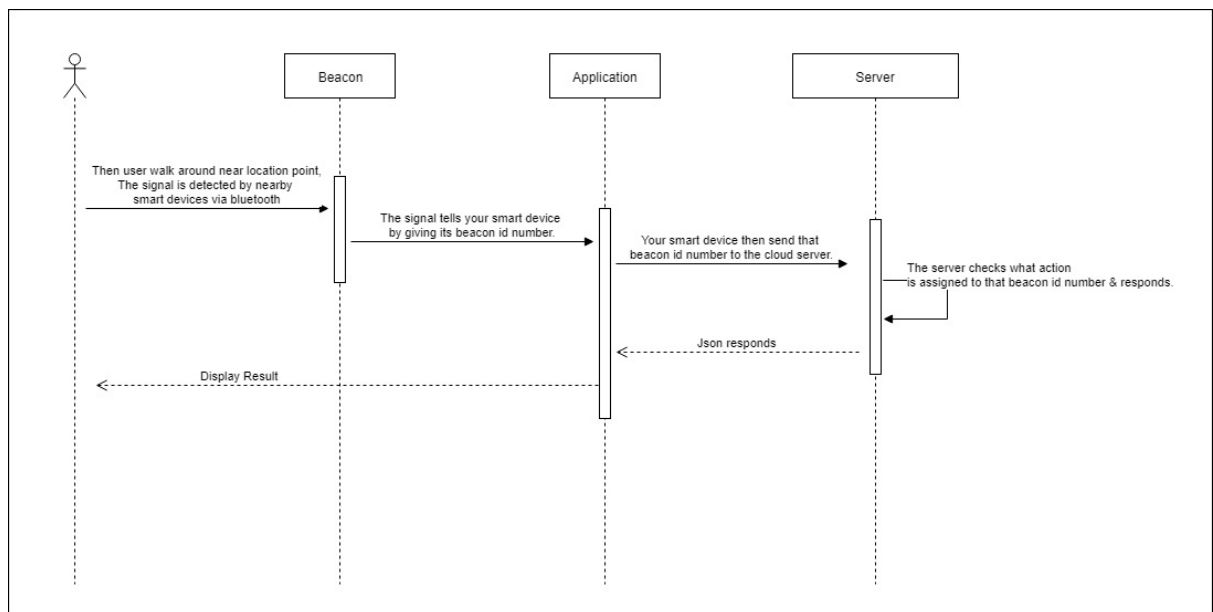 Beacon
Application
Server
Then user walk around near location point,
The signal is detected by nearby
smart devices via bluetooth
The signal tells your smart device
by giving its beacon id number.
Your smart device then send that
beacon id number to the cloud server.
The server checks what action
is assigned to that beacon id number & responds.
Json responds
Display Result